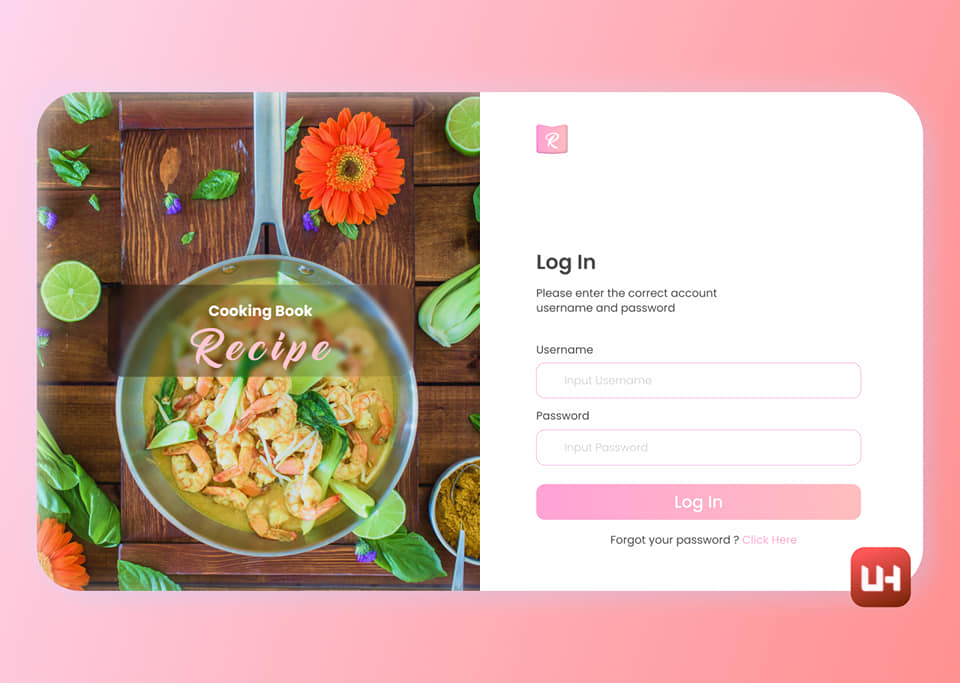 Cooking Book
Recipe
R
Log In
Please enter the correct account
username and password
Username
Input Username
Password
Input Password
Log In
Forgot your password ? Click Here
UH